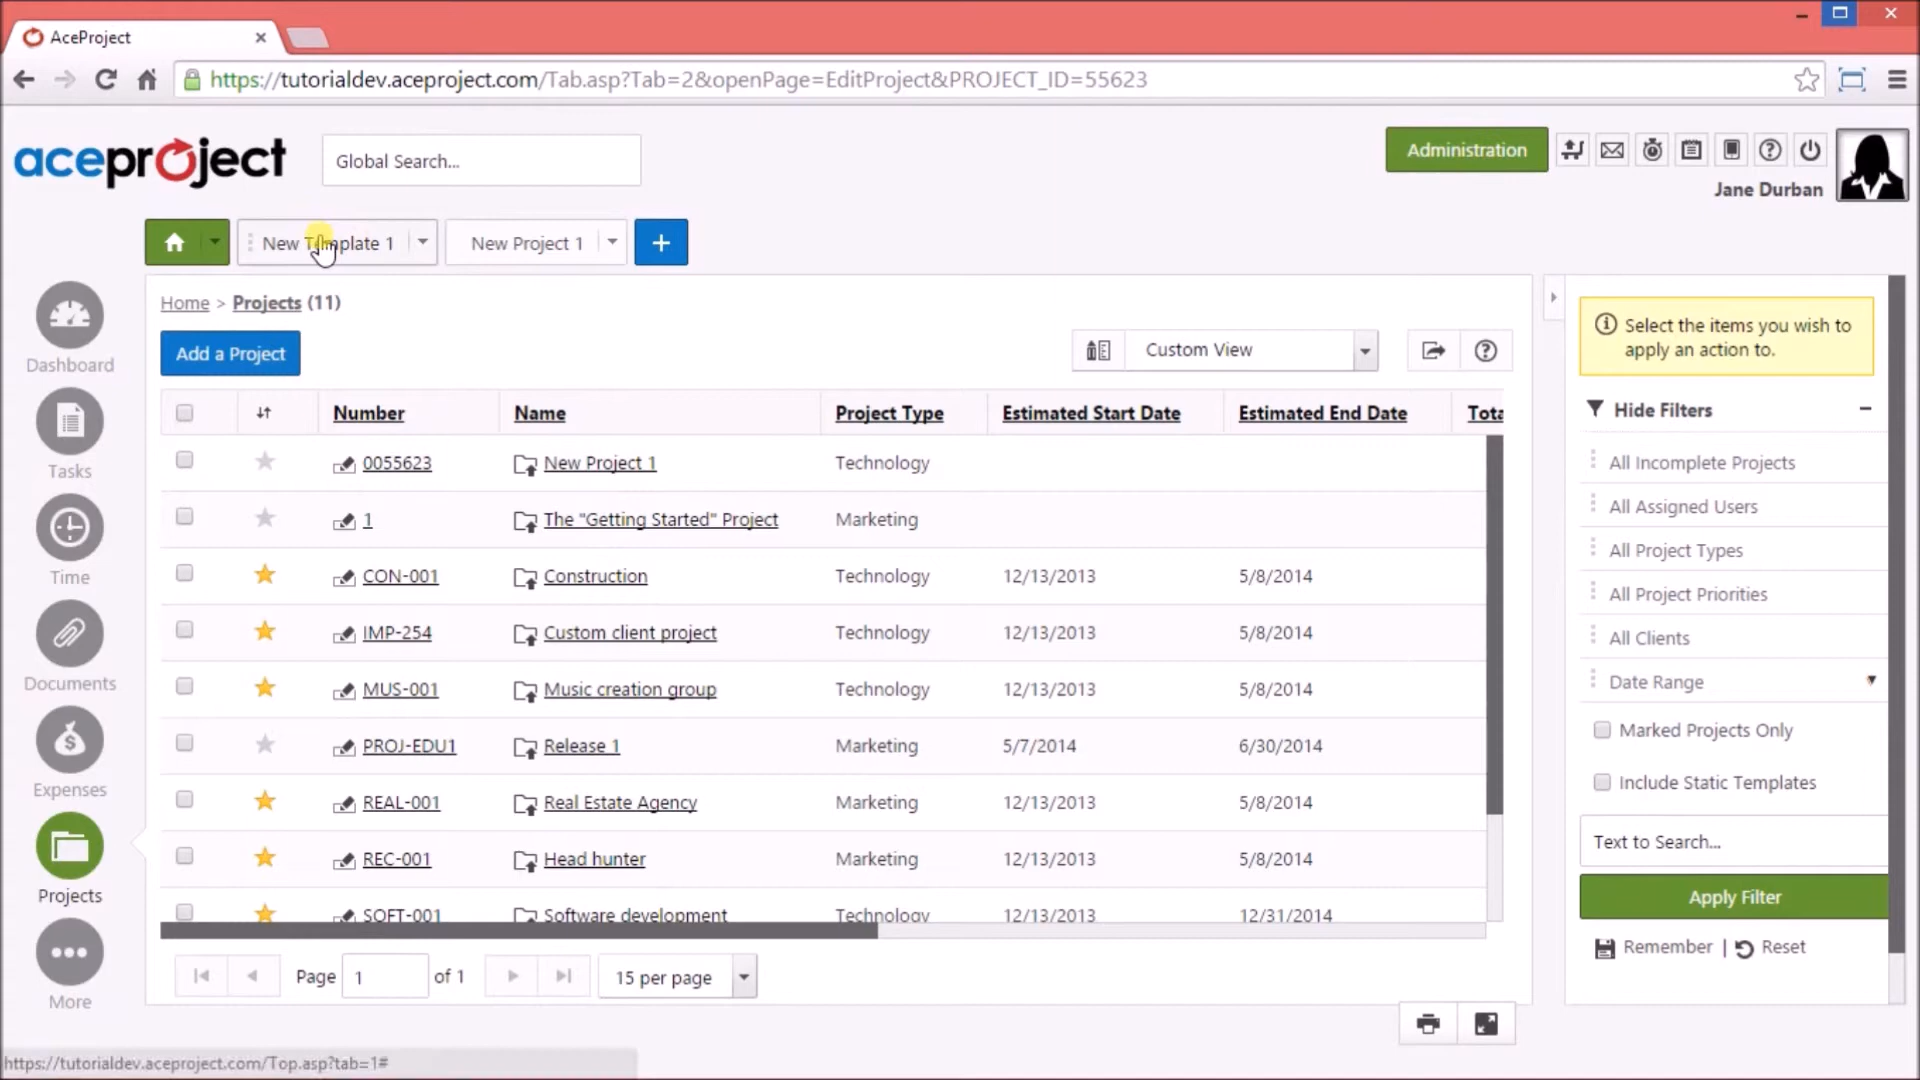 AceProject
https://tutorialdev.aceproject.com/Tab.asp?Tab=2&openPage=EditProject&PROJECT_ID=55623
aceproject
Global Search...
Administration
Jane Durban
New Template 1
New Project 1
Home > Projects (11)
Add a Project
Custom View
Number Name Project Type Estimated Start Date Estimated End Date Tota
0055623 New Project 1 Technology
1 The "Getting Started" Project Marketing
CON-001 Construction Technology 12/13/2013 5/8/2014
IMP-254 Custom client project Technology 12/13/2013 5/8/2014
MUS-001 Music creation group Technology 12/13/2013 5/8/2014
PROJ-EDU1 Release 1 Marketing 5/7/2014 6/30/2014
REAL-001 Real Estate Agency Marketing 12/13/2013 5/8/2014
REC-001 Head hunter Marketing 12/13/2013 5/8/2014
SOFT-001 Software development Technology 12/13/2013 12/31/2014
Page 1 of 1
15 per page
Dashboard
Tasks
Time
Documents
Expenses
Projects
More
Select the items you wish to
apply an action to.
Hide Filters
All Incomplete Projects
All Assigned Users
All Project Types
All Project Priorities
All Clients
Date Range
Marked Projects Only
Include Static Templates
Text to Search...
Apply Filter
Remember | Reset
https://tutorialdev.aceproject.com/Top.asp?tab=1#